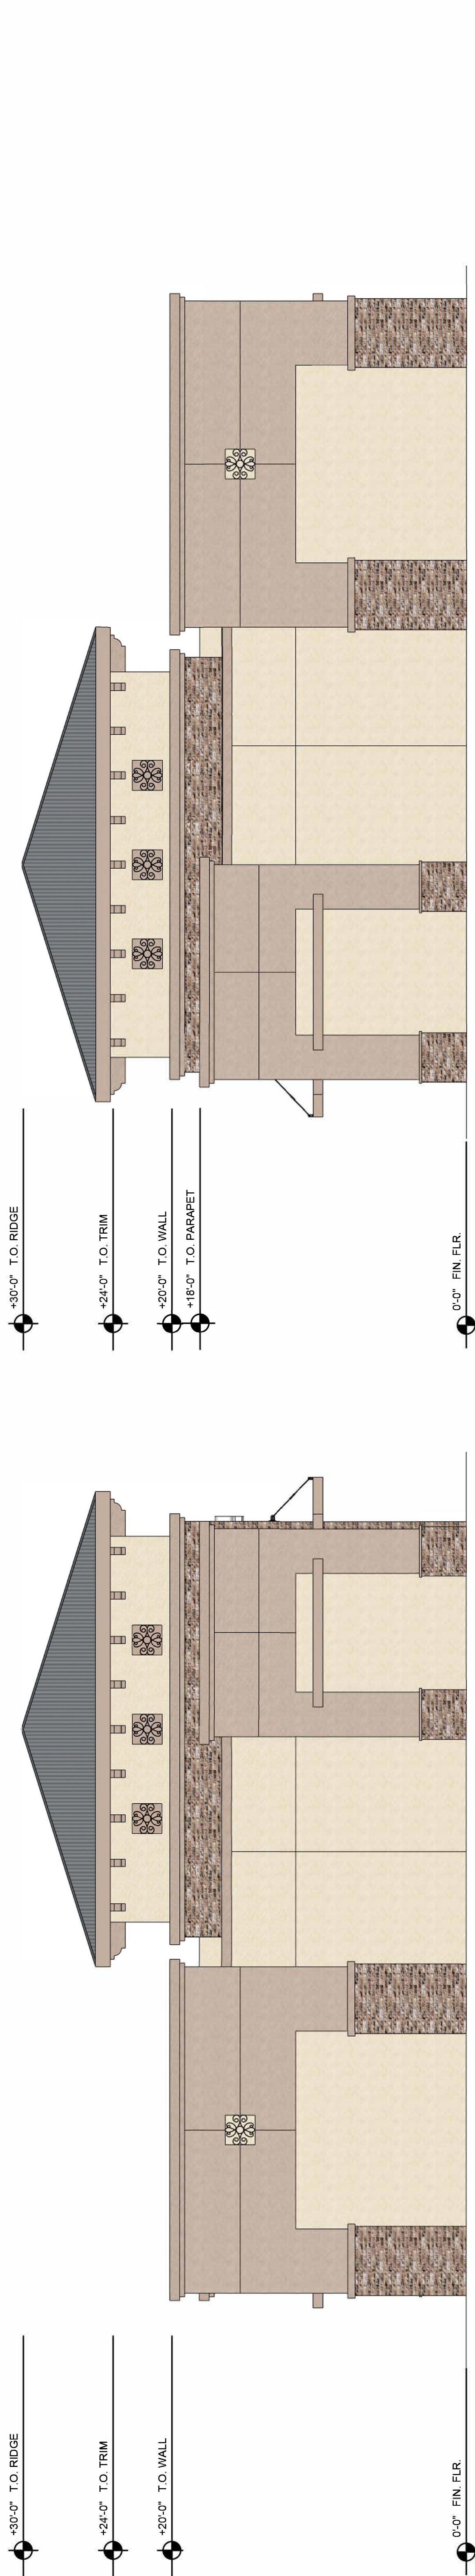 +30'-0" T.O. RIDGE
+24'-0" T.O. TRIM
+20'-0" T.O. WALL
+18'-0" T.O. PARAPET
0'-0" FIN. FLR.
+30'-0" T.O. RIDGE
+24'-0" T.O. TRIM
+20'-0" T.O. WALL
0'-0" FIN. FLR.